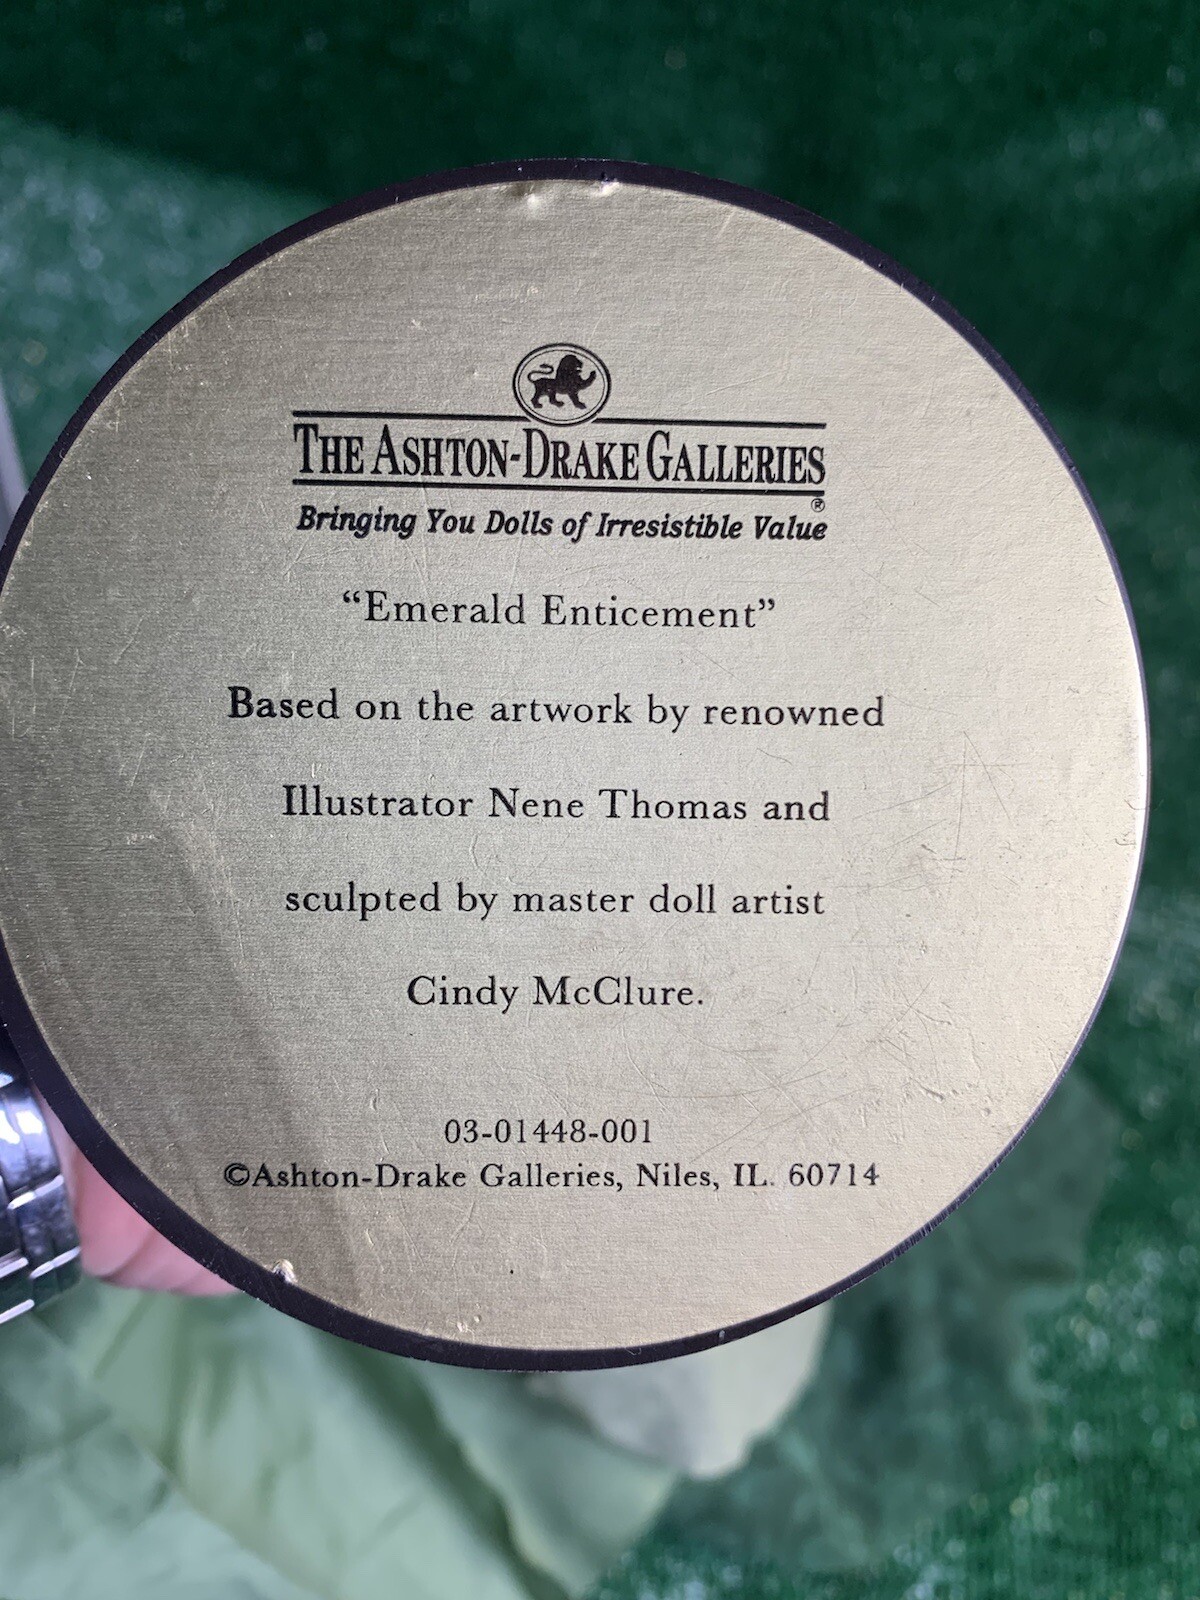 THE ASHTON-DRAKE GALLERIES
®
Bringing You Dolls of Irresistible Value
“Emerald Enticement”
Based on the artwork by renowned
Illustrator Nene Thomas and
sculpted by master doll artist
Cindy McClure.
03-01448-001
©Ashton-Drake Galleries, Niles, IL. 60714